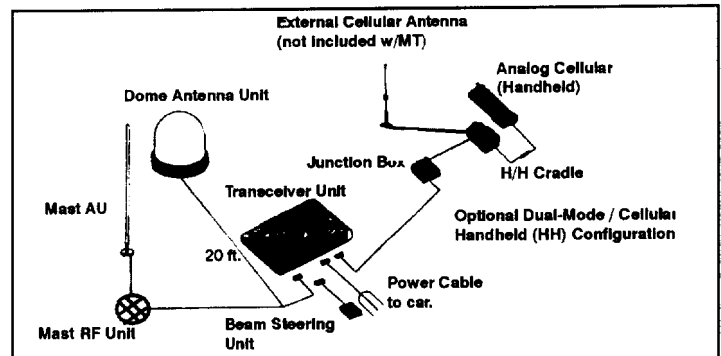 External Cellular Antenna
(not included w/MT)
Analog Cellular
(Handheld)
Dome Antenna Unit
Junction Box
H/H Cradle
Transceiver Unit
Mast AU
Optional Dual-Mode / Cellular
Handheld (HH) Configuration
20 ft.
Power Cable
to car.
Mast RF Unit
Beam Steering
Unit